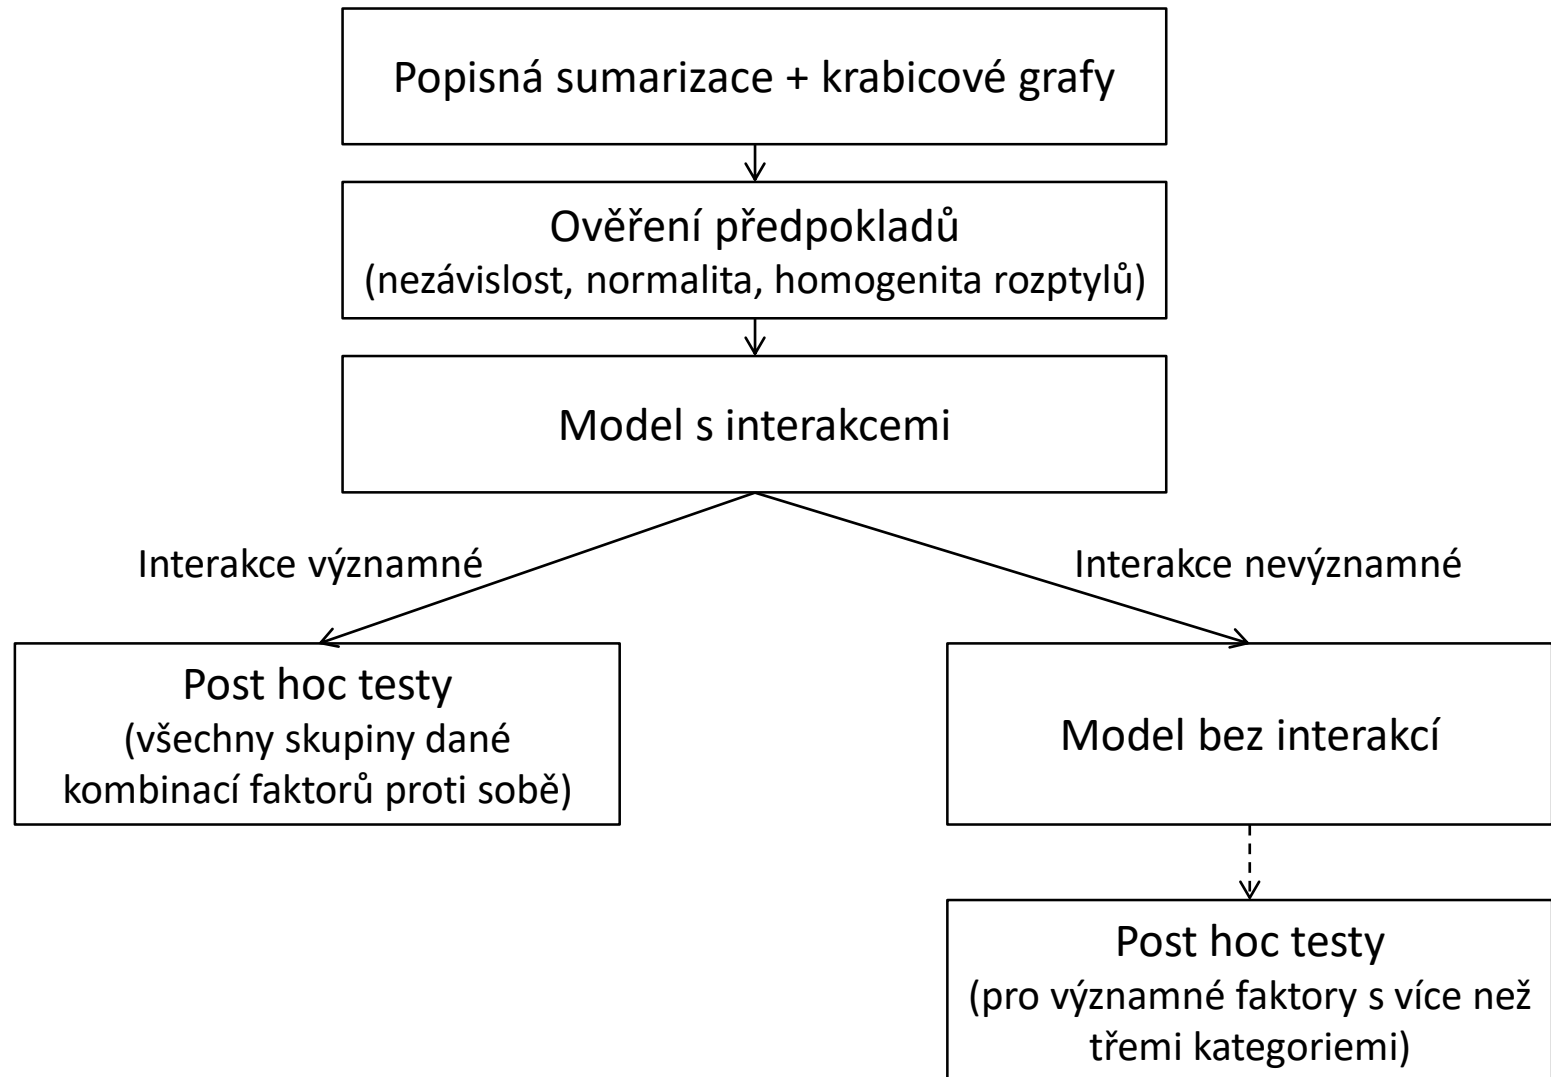 Popisná sumarizace + krabicové grafy
Ověření předpokladů
(nezávislost, normalita, homogenita rozptylů)
Model s interakcemi
Interakce významné
Interakce nevýznamné
Post hoc testy
(všechny skupiny dané
kombinací faktorů proti sobě)
Model bez interakcí
Post hoc testy
(pro významné faktory s více než
třemi kategoriemi)